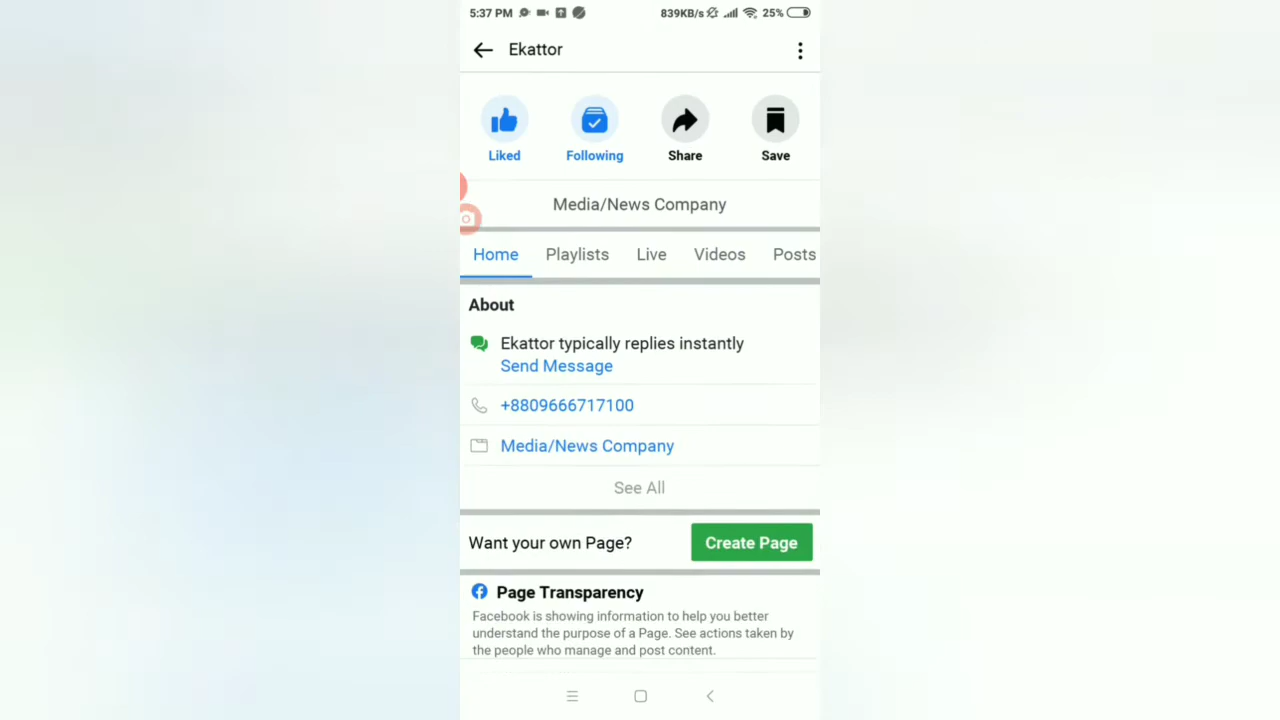 5:37 PM 839KB/s 25%
Ekattor
Liked Following Share Save
Media/News Company
Home Playlists Live Videos Posts
About
Ekattor typically replies instantly
Send Message
+8809666717100
Media/News Company
See All
Want your own Page? Create Page
Page Transparency
Facebook is showing information to help you better
understand the purpose of a Page. See actions taken by
the people who manage and post content.